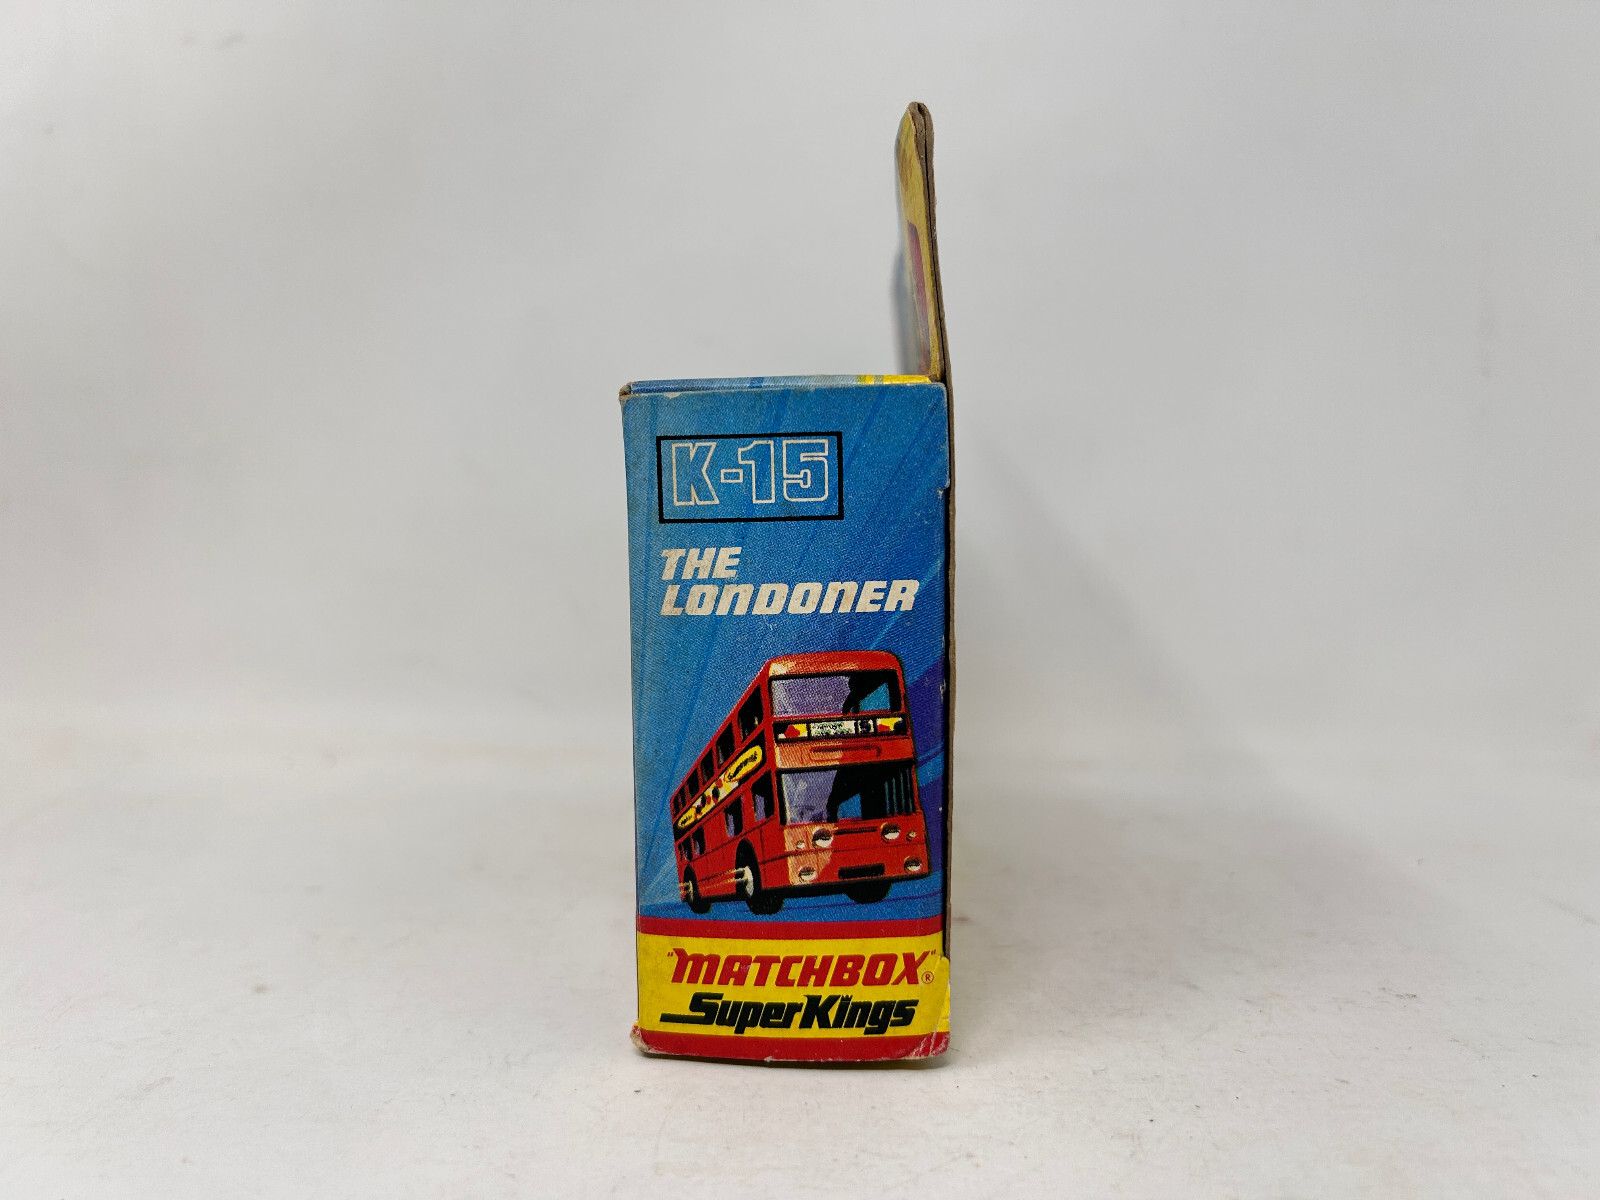 K-15
THE
LONDONER
"MATCHBOX"®
SuperKings